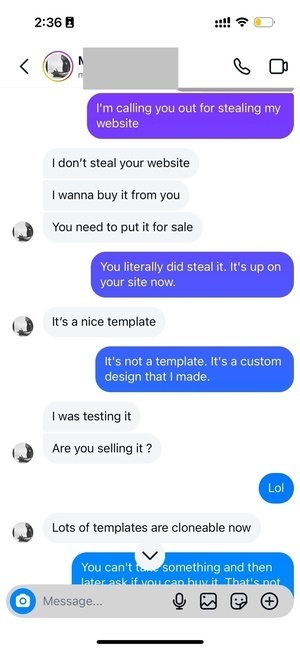 2:36
I'm calling you out for stealing my
website
I don't steal your website
I wanna buy it from you
You need to put it for sale
You literally did steal it. It's up on
your site now.
It's a nice template
It's not a template. It's a custom
design that I made.
I was testing it
Are you selling it ?
Lol
Lots of templates are cloneable now
You can't take something and then
later ask if you can buy it. That's not
Message...